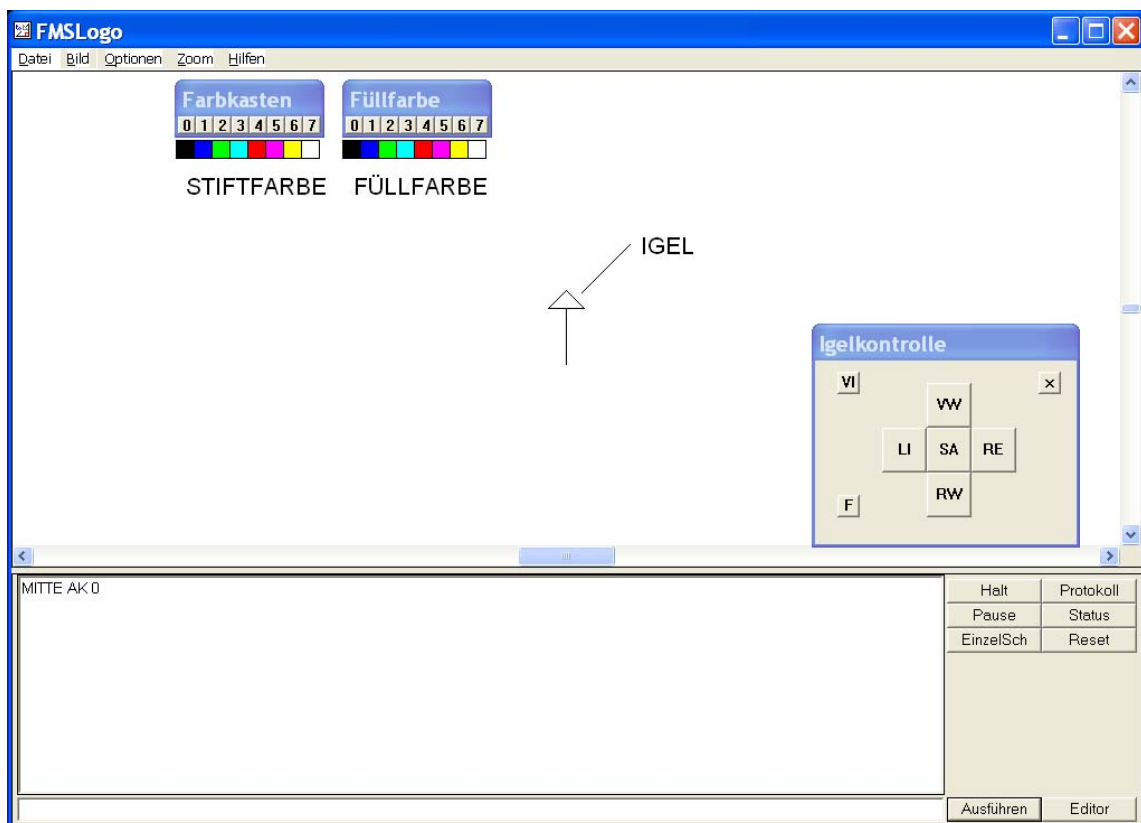 FMSLogo
Datei Bild Optionen Zoom Hilfen
Farbkasten
0 1 2 3 4 5 6 7
STIFTFARBE
Füllfarbe
0 1 2 3 4 5 6 7
FÜLLFARBE
IGEL
Igelkontrolle
VI
×
VW
LI SA RE
RW
F
MITTE AK 0
Halt Protokoll
Pause Status
EinzelSch Reset
Ausführen Editor